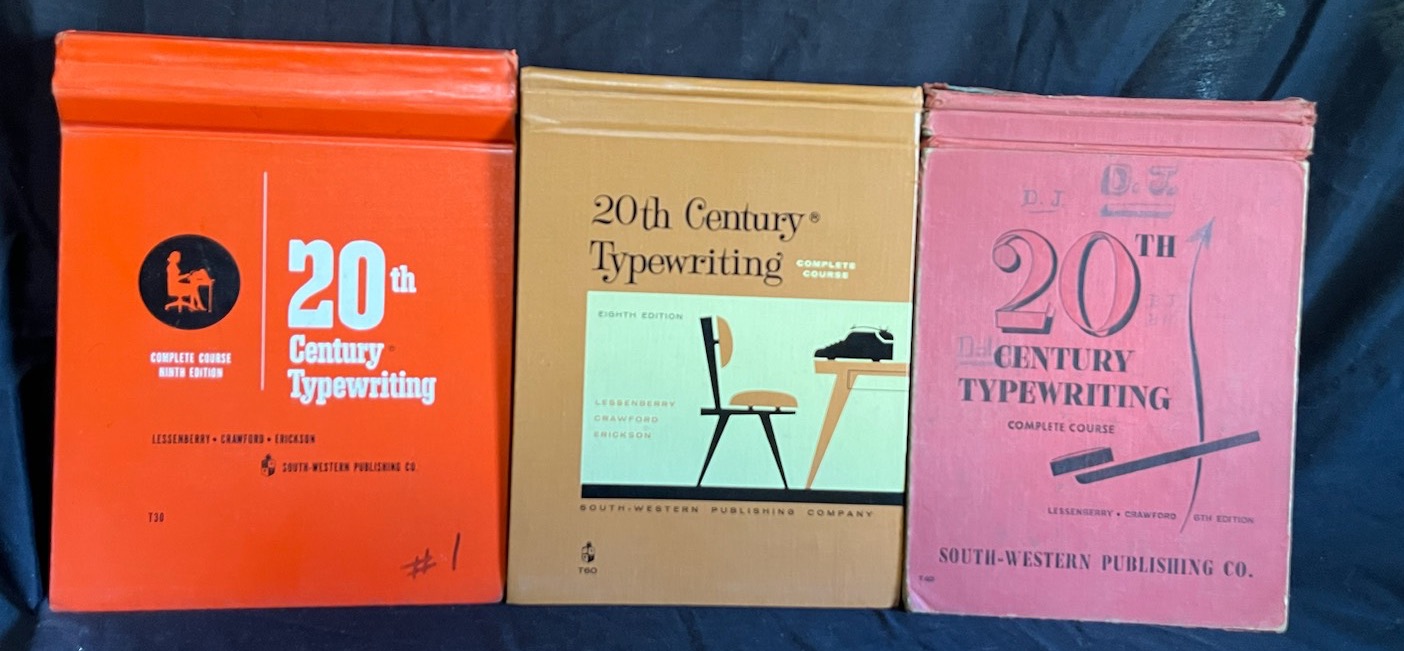 20th
Century®
Typewriting
COMPLETE COURSE
NINTH EDITION
LESSENBERRY • CRAWFORD • ERICKSON
SOUTH-WESTERN PUBLISHING CO.
T30
#1
20th Century®
Typewriting
COMPLETE
COURSE
EIGHTH EDITION
LESSENBERRY
CRAWFORD
ERICKSON
SOUTH-WESTERN PUBLISHING COMPANY
T60
D. J.
D. J.
20TH
CENTURY
TYPEWRITING
COMPLETE COURSE
LESSENBERRY • CRAWFORD
6TH EDITION
SOUTH-WESTERN PUBLISHING CO.